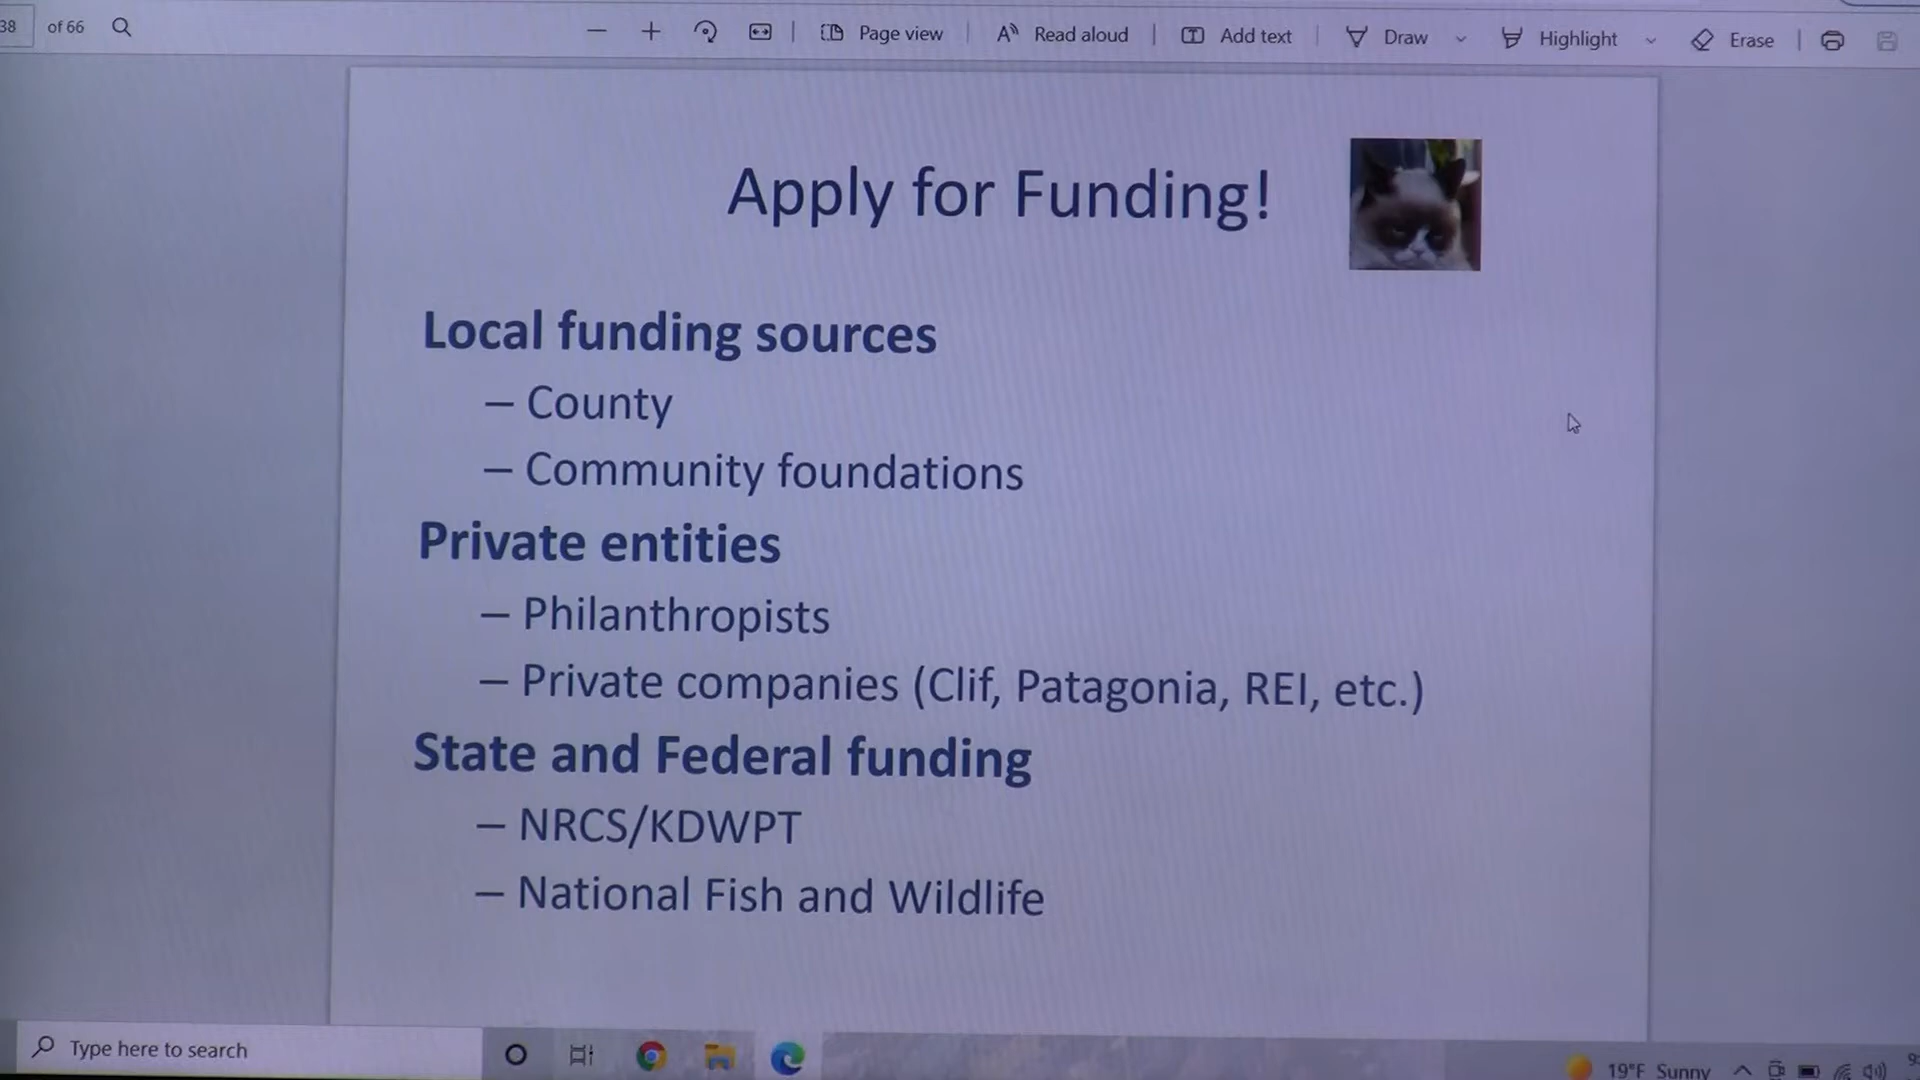 38 of 66 Page view Read aloud Add text Draw Highlight Erase
Apply for Funding!
Local funding sources
– County
– Community foundations
Private entities
– Philanthropists
– Private companies (Clif, Patagonia, REI, etc.)
State and Federal funding
– NRCS/KDWPT
– National Fish and Wildlife
Type here to search 19°F Sunny